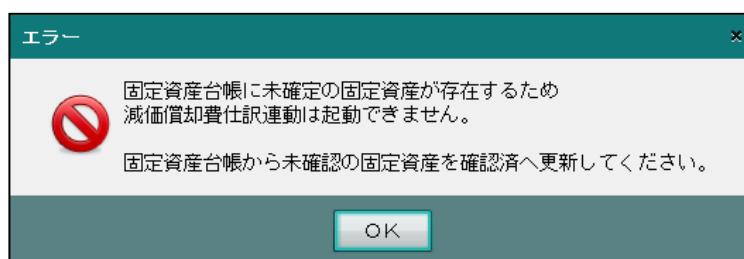 エラー
固定資産台帳に未確定の固定資産が存在するため
減価償却費仕訳連動は起動できません。
固定資産台帳から未確認の固定資産を確認済へ更新してください。
OK